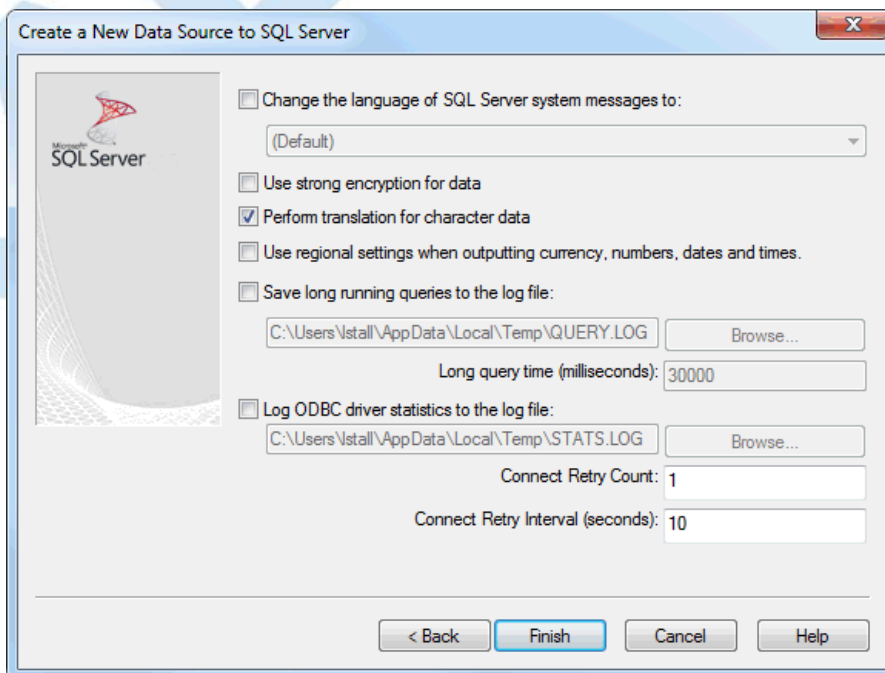 Create a New Data Source to SQL Server
X
Microsoft
SQL Server
Change the language of SQL Server system messages to:
(Default)
Use strong encryption for data
Perform translation for character data
Use regional settings when outputting currency, numbers, dates and times.
Save long running queries to the log file:
C:\Users\lstall\AppData\Local\Temp\QUERY.LOG Browse...
Long query time (milliseconds): 30000
Log ODBC driver statistics to the log file:
C:\Users\lstall\AppData\Local\Temp\STATS.LOG Browse...
Connect Retry Count: 1
Connect Retry Interval (seconds): 10
< Back Finish Cancel Help